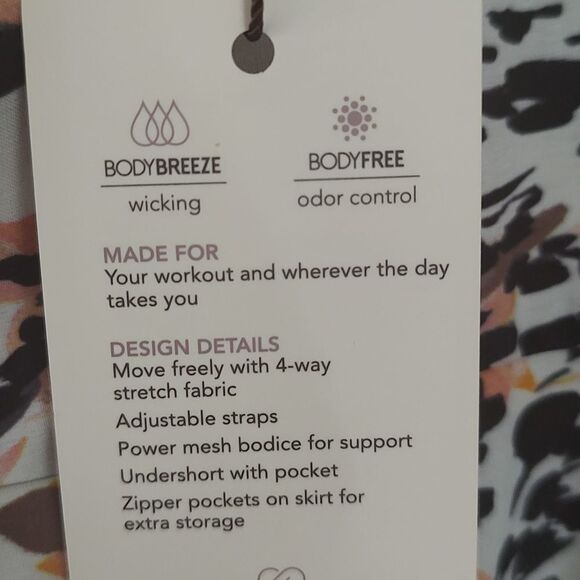 BODYBREEZE
wicking
BODYFREE
odor control
MADE FOR
Your workout and wherever the day
takes you
DESIGN DETAILS
Move freely with 4-way
stretch fabric
Adjustable straps
Power mesh bodice for support
Undershort with pocket
Zipper pockets on skirt for
extra storage